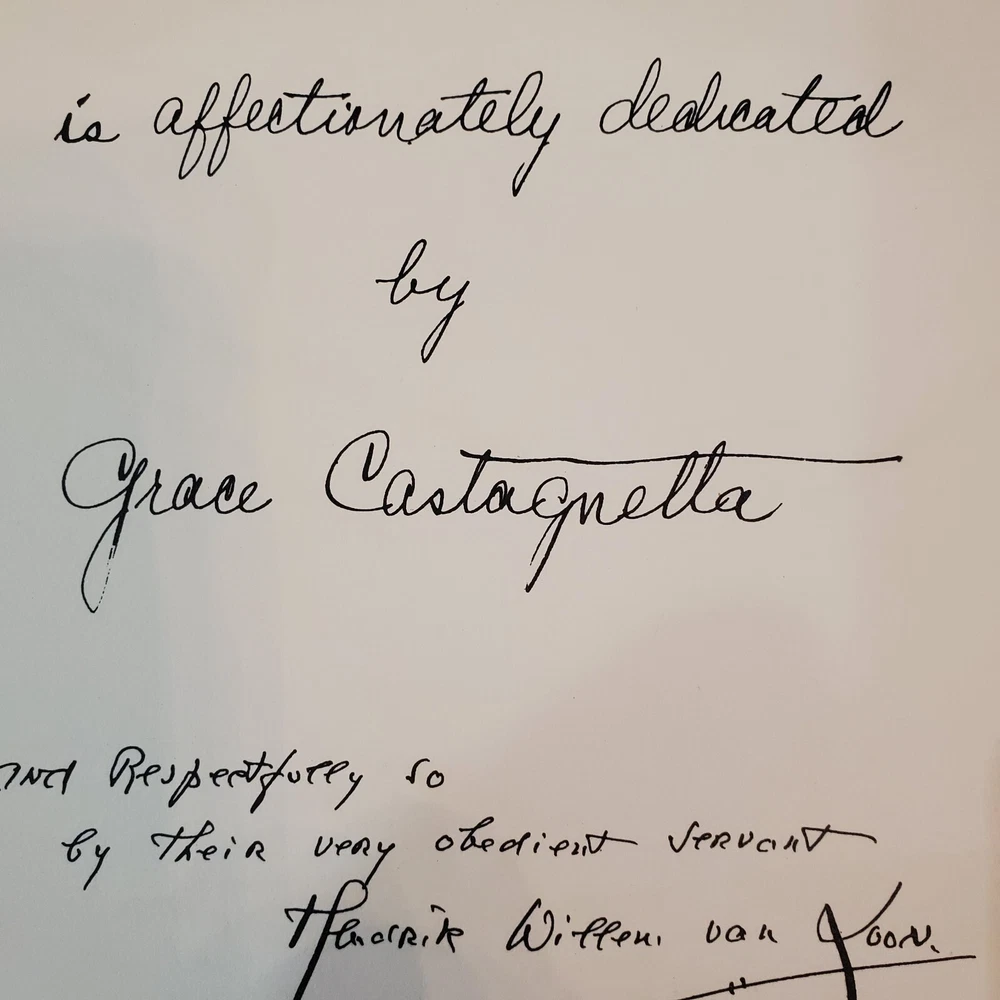 is affectionately dedicated
by
Grace Castagnetta
and Respectfully so
by their very obedient servant
Hendrik Willem van Loon.